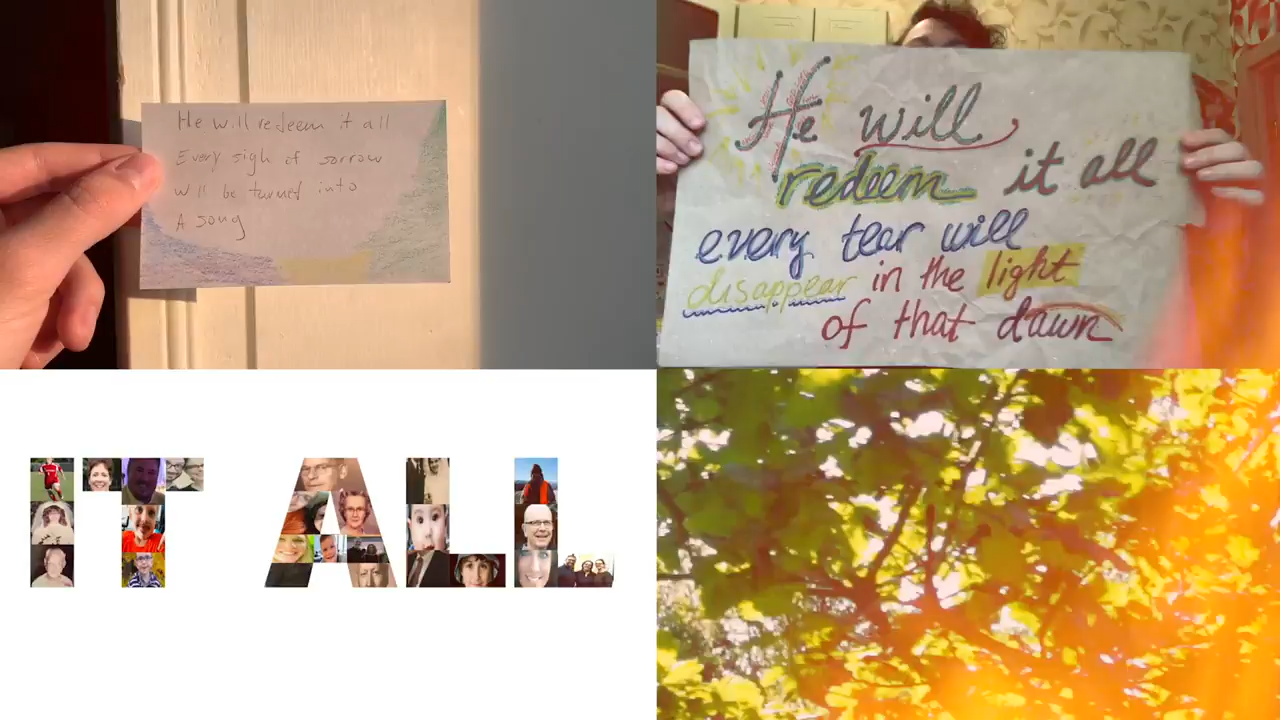 He will redeem it all
Every sigh of sorrow
will be turned into
A song
He will
redeem it all
every tear will
disappear in the light
of that dawn
IT ALL